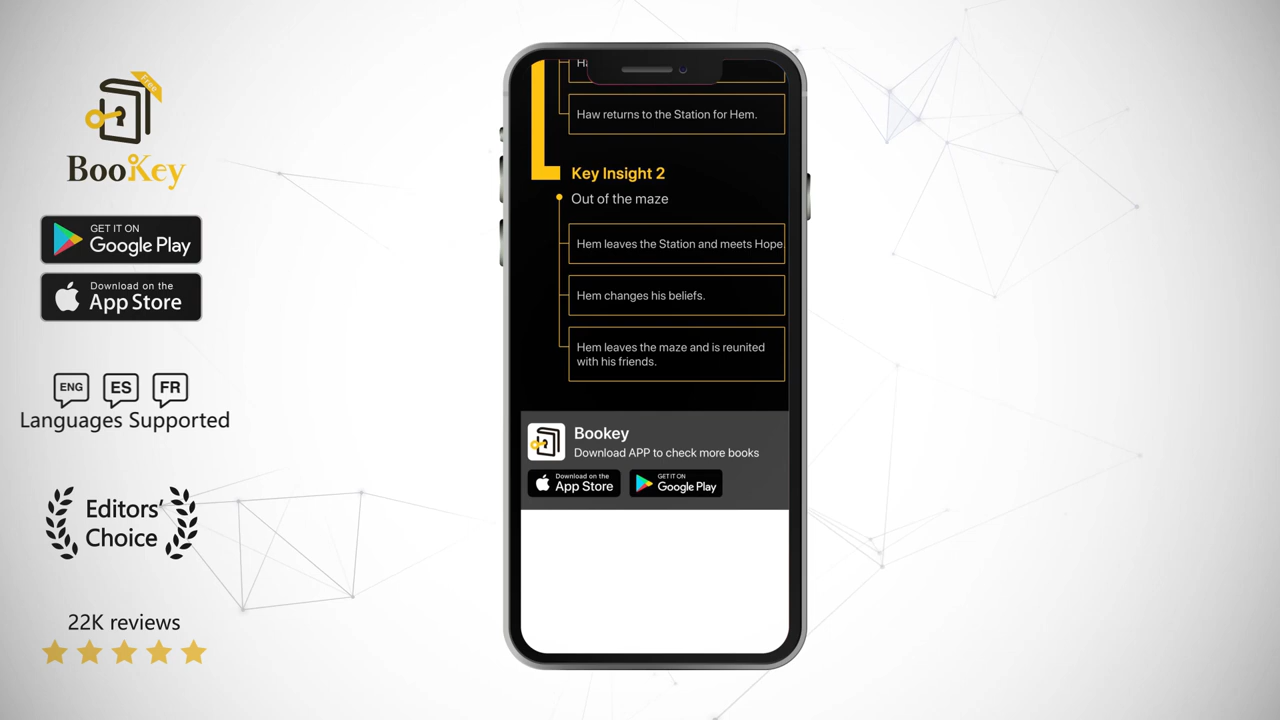 Free
BooKey
GET IT ON
Google Play
Download on the
App Store
ENG ES FR
Languages Supported
Editors'
Choice
22K reviews
Haw returns to the Station for Hem.
Key Insight 2
Out of the maze
Hem leaves the Station and meets Hope.
Hem changes his beliefs.
Hem leaves the maze and is reunited
with his friends.
Bookey
Download APP to check more books
Download on the
App Store
GET IT ON
Google Play